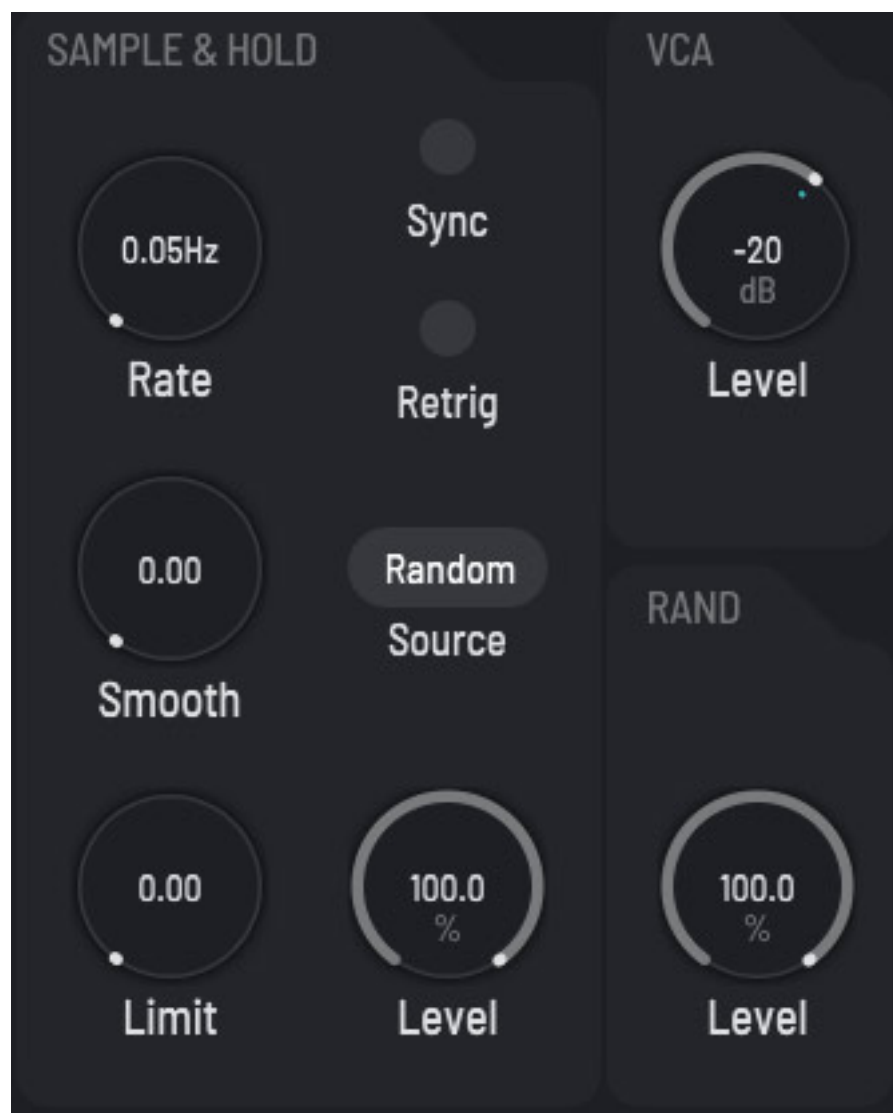 SAMPLE & HOLD
0.05Hz
Rate
Sync
Retrig
0.00
Smooth
Random
Source
0.00
Limit
100.0
%
Level
VCA
-20
dB
Level
RAND
100.0
%
Level